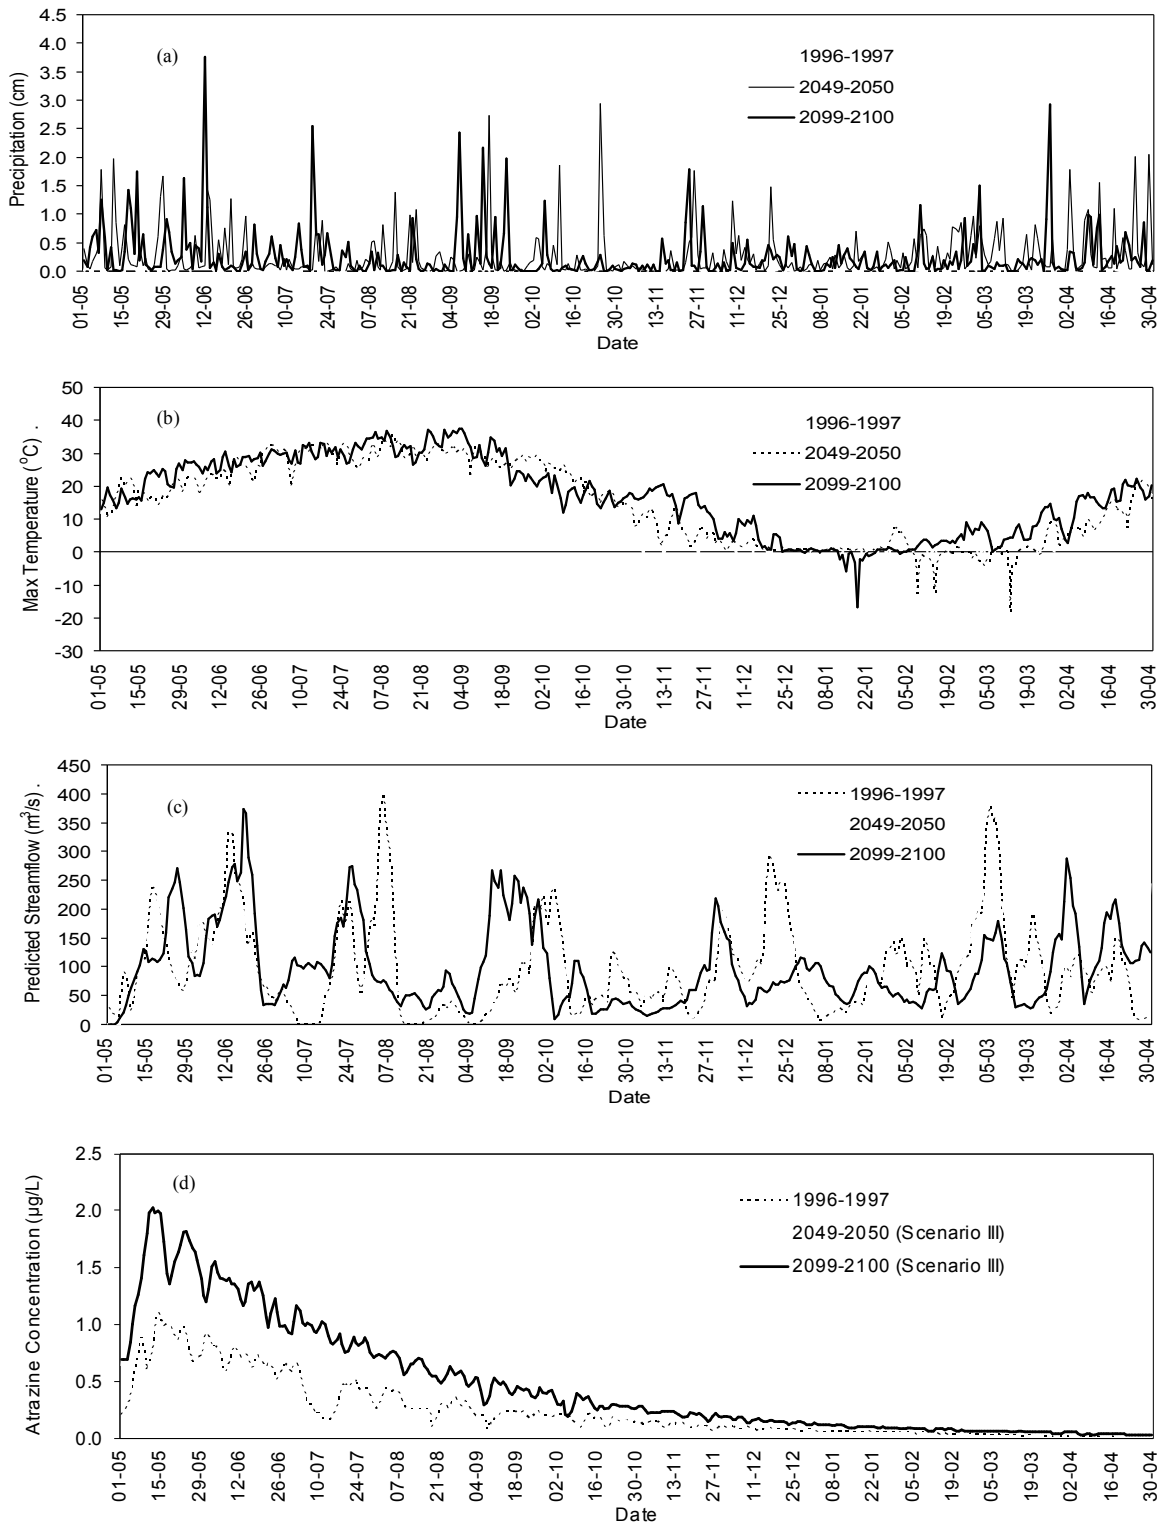 4.5
4.0
3.5
3.0
2.5
2.0
1.5
1.0
0.5
0.0
Precipitation (cm)
(a)
1996-1997
2049-2050
2099-2100
01-05 15-05 29-05 12-06 26-06 10-07 24-07 07-08 21-08 04-09 18-09 02-10 16-10 30-10 13-11 27-11 11-12 25-12 08-01 22-01 05-02 19-02 05-03 19-03 02-04 16-04 30-04
Date
50
40
30
20
10
0
-10
-20
-30
Max Temperature (⁰C) .
(b)
1996-1997
2049-2050
2099-2100
01-05 15-05 29-05 12-06 26-06 10-07 24-07 07-08 21-08 04-09 18-09 02-10 16-10 30-10 13-11 27-11 11-12 25-12 08-01 22-01 05-02 19-02 05-03 19-03 02-04 16-04 30-04
Date
450
400
350
300
250
200
150
100
50
0
Predicted Streamflow (m³/s) .
(c)
1996-1997
2049-2050
2099-2100
01-05 15-05 29-05 12-06 26-06 10-07 24-07 07-08 21-08 04-09 18-09 02-10 16-10 30-10 13-11 27-11 11-12 25-12 08-01 22-01 05-02 19-02 05-03 19-03 02-04 16-04 30-04
Date
2.5
2.0
1.5
1.0
0.5
0.0
Atrazine Concentration (µg/L)
(d)
1996-1997
2049-2050 (Scenario III)
2099-2100 (Scenario III)
01-05 15-05 29-05 12-06 26-06 10-07 24-07 07-08 21-08 04-09 18-09 02-10 16-10 30-10 13-11 27-11 11-12 25-12 08-01 22-01 05-02 19-02 05-03 19-03 02-04 16-04 30-04
Date